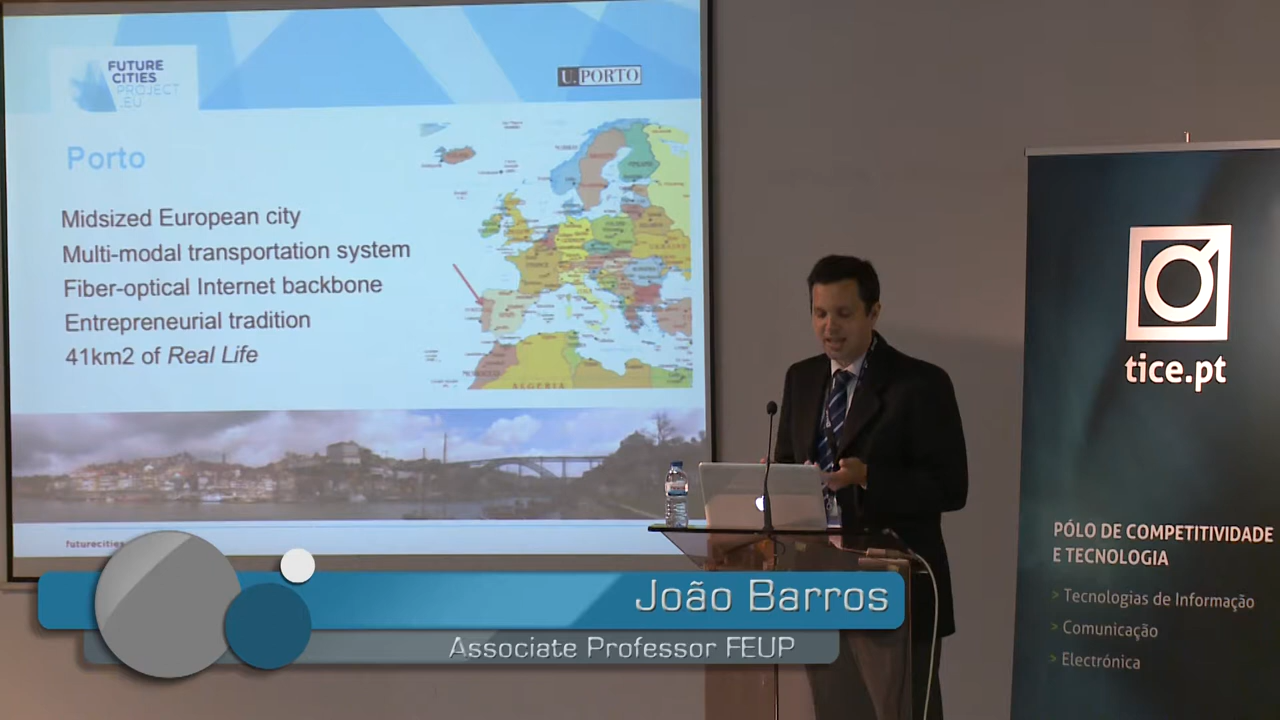 FUTURE
CITIES
PROJECT
.EU
U.PORTO
Porto
Midsized European city
Multi-modal transportation system
Fiber-optical Internet backbone
Entrepreneurial tradition
41km2 of Real Life
ALGERIA
futurecities
João Barros
Associate Professor FEUP
tice.pt
PÓLO DE COMPETITIVIDADE
E TECNOLOGIA
> Tecnologias de Informação
> Comunicação
> Electrónica